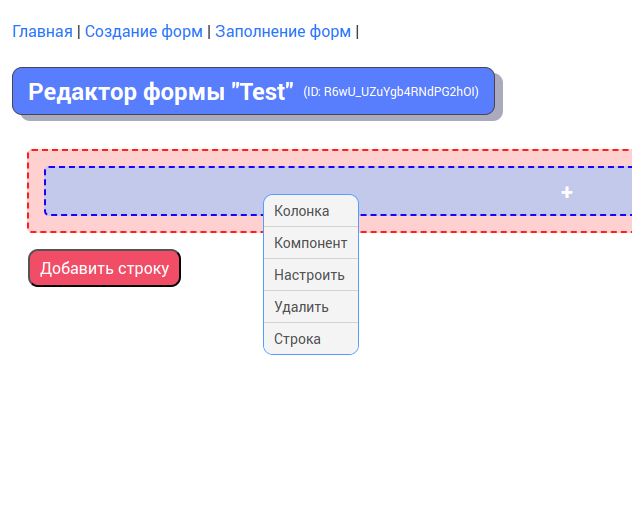 Главная | Создание форм | Заполнение форм |
Редактор формы "Test" (ID: R6wU_UZuYgb4RNdPG2hOI)
+
Колонка
Компонент
Настроить
Удалить
Строка
Добавить строку